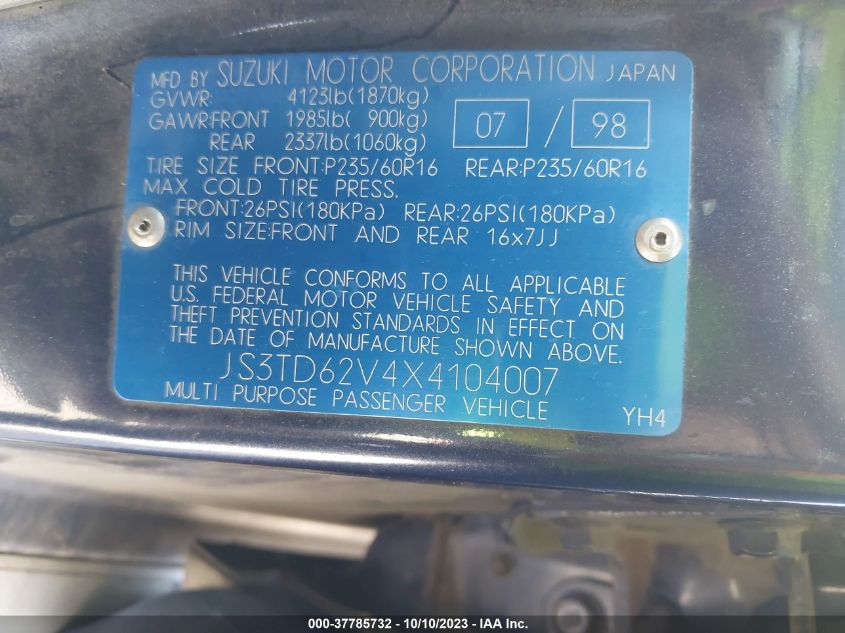 MFD BY SUZUKI MOTOR CORPORATION JAPAN
GVWR: 4123lb(1870kg)
GAWR:FRONT 1985lb( 900kg) 07 / 98
REAR 2337lb(1060kg)
TIRE SIZE FRONT:P235/60R16 REAR:P235/60R16
MAX COLD TIRE PRESS.
FRONT:26PSI(180KPa) REAR:26PSI(180KPa)
RIM SIZE:FRONT AND REAR 16x7JJ
THIS VEHICLE CONFORMS TO ALL APPLICABLE
U.S. FEDERAL MOTOR VEHICLE SAFETY AND
THEFT PREVENTION STANDARDS IN EFFECT ON
THE DATE OF MANUFACTURE SHOWN ABOVE.
JS3TD62V4X4104007
MULTI PURPOSE PASSENGER VEHICLE YH4
000-37785732 - 10/10/2023 - IAA Inc.